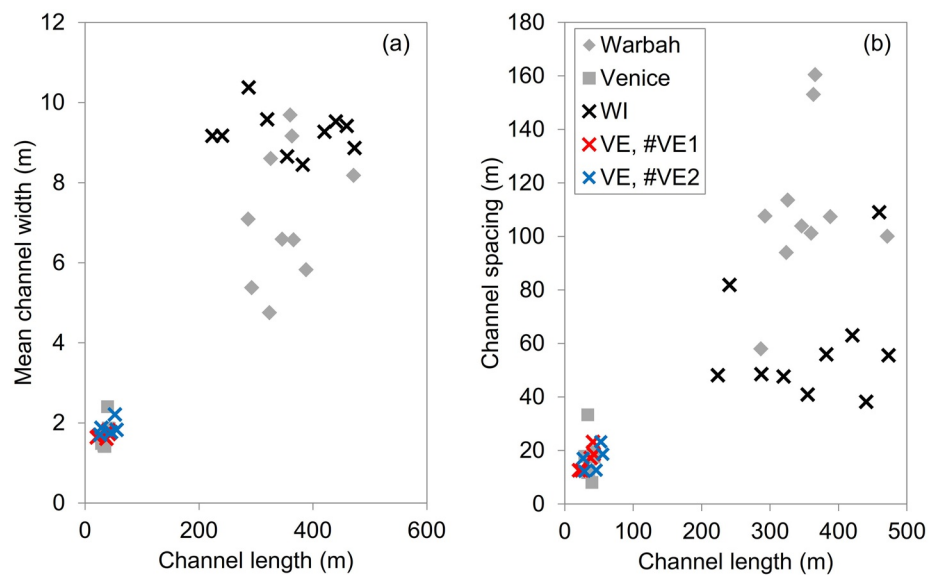 (a)
Mean channel width (m)
12
10
8
6
4
2
0
0 200 400 600
Channel length (m)
(b)
Channel spacing (m)
180
160
140
120
100
80
60
40
20
0
0 100 200 300 400 500
Channel length (m)
Warbah
Venice
WI
VE, #VE1
VE, #VE2